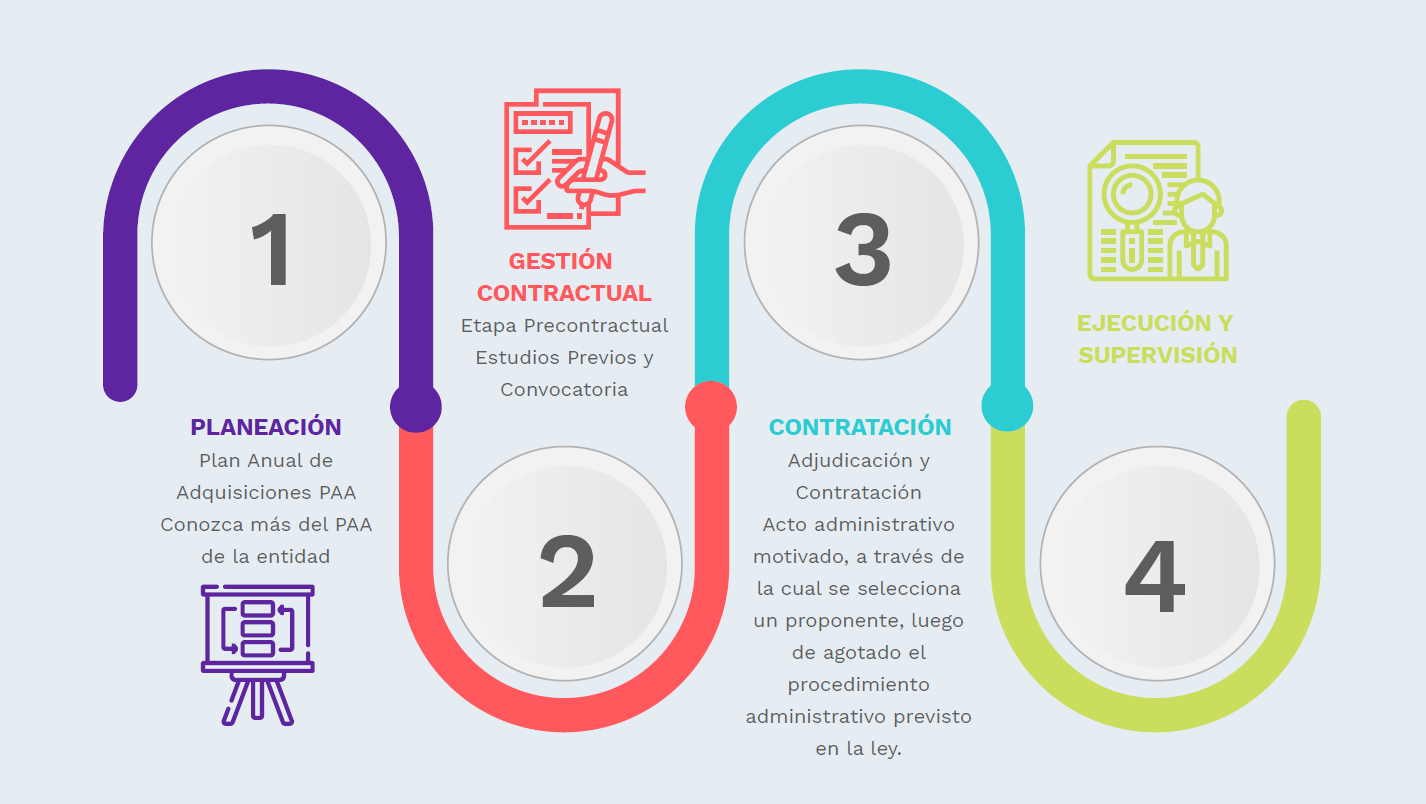 1
PLANEACIÓN
Plan Anual de
Adquisiciones PAA
Conozca más del PAA
de la entidad
GESTIÓN
CONTRACTUAL
Etapa Precontractual
Estudios Previos y
Convocatoria
2
3
CONTRATACIÓN
Adjudicación y
Contratación
Acto administrativo
motivado, a través de
la cual se selecciona
un proponente, luego
de agotado el
procedimiento
administrativo previsto
en la ley.
EJECUCIÓN Y
SUPERVISIÓN
4